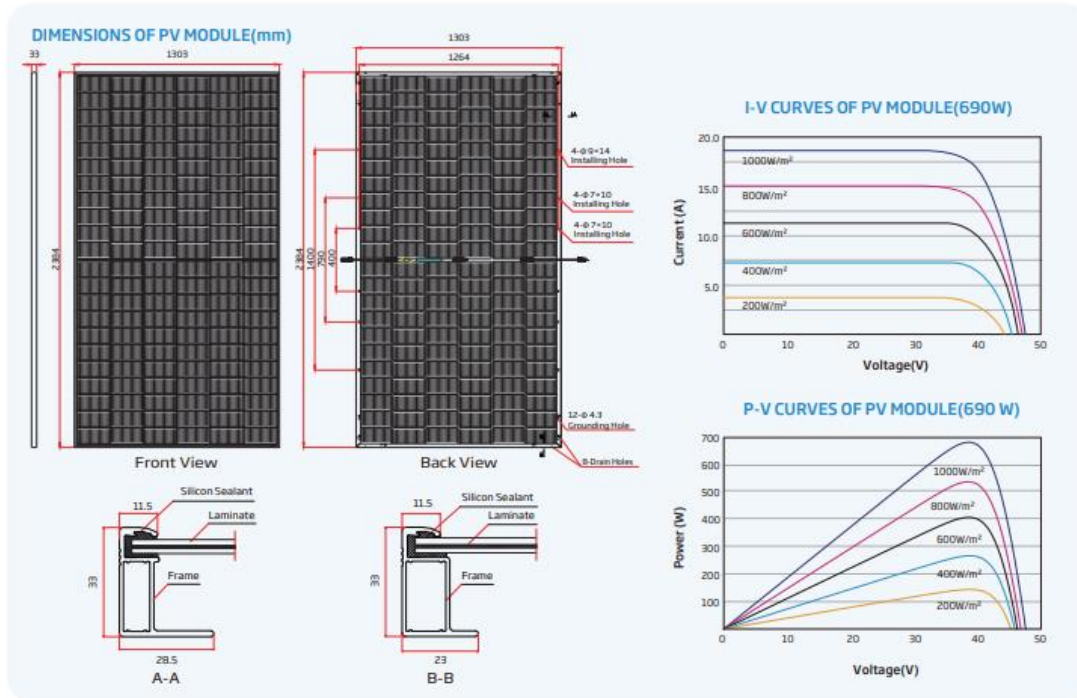 DIMENSIONS OF PV MODULE(mm)
33
1303
2384
Front View
1303
1264
2384
1400
790
400
A
4-Φ9×14
Installing Hole
4-Φ7×10
Installing Hole
4-Φ7×10
Installing Hole
12-Φ4.3
Grounding Hole
8-Drain Holes
Back View
11.5
Silicon Sealant
Laminate
33
Frame
28.5
A-A
11.5
Silicon Sealant
Laminate
33
Frame
23
B-B
I-V CURVES OF PV MODULE(690W)
Current (A)
20.0
15.0
10.0
5.0
1000W/m²
800W/m²
600W/m²
400W/m²
200W/m²
0 10 20 30 40 50
Voltage(V)
P-V CURVES OF PV MODULE(690 W)
Power (W)
700
600
500
400
300
200
100
1000W/m²
800W/m²
600W/m²
400W/m²
200W/m²
0 10 20 30 40 50
Voltage(V)